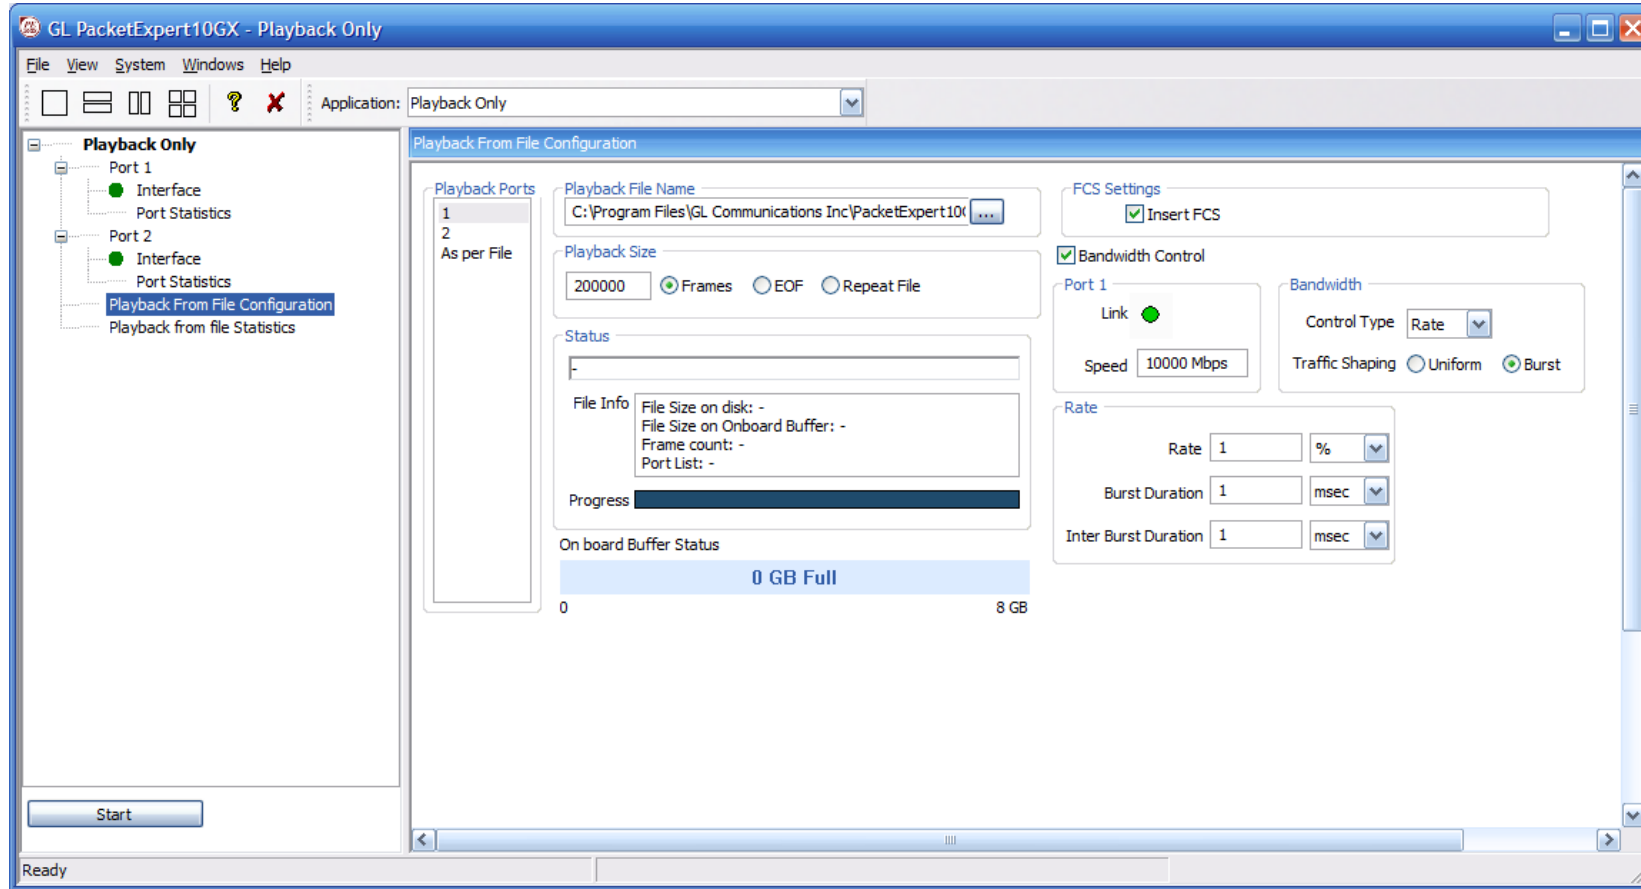 GL PacketExpert10GX - Playback Only
File View System Windows Help
Application: Playback Only
Playback Only
Port 1
Interface
Port Statistics
Port 2
Interface
Port Statistics
Playback From File Configuration
Playback from file Statistics
Start
Playback From File Configuration
Playback Ports
1
2
As per File
Playback File Name
C:\Program Files\GL Communications Inc\PacketExpert10( ...
Playback Size
200000 Frames EOF Repeat File
Status
-
File Info
File Size on disk: -
File Size on Onboard Buffer: -
Frame count: -
Port List: -
Progress
On board Buffer Status
0 GB Full
0 8 GB
FCS Settings
Insert FCS
Bandwidth Control
Port 1
Link
Speed 10000 Mbps
Bandwidth
Control Type Rate
Traffic Shaping Uniform Burst
Rate
Rate 1 %
Burst Duration 1 msec
Inter Burst Duration 1 msec
Ready